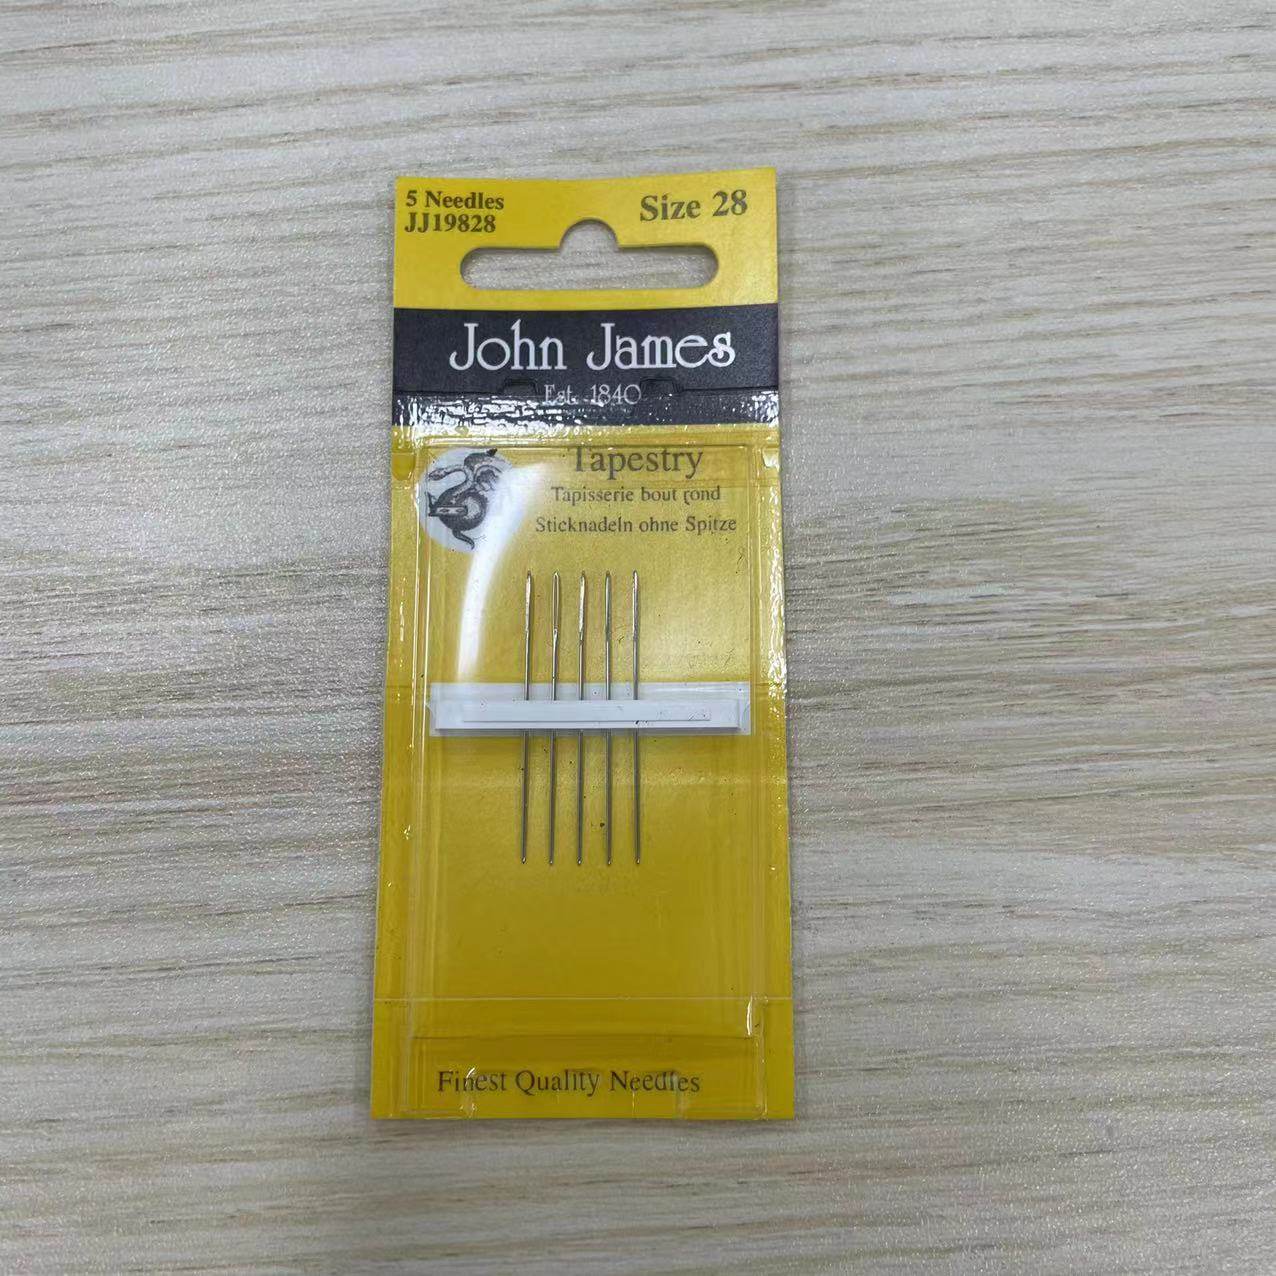 5 Needles
JJ19828
Size 28
John James
Est. 1840
Tapestry
Tapisserie bout rond
Sticknadeln ohne Spitze
Finest Quality Needles